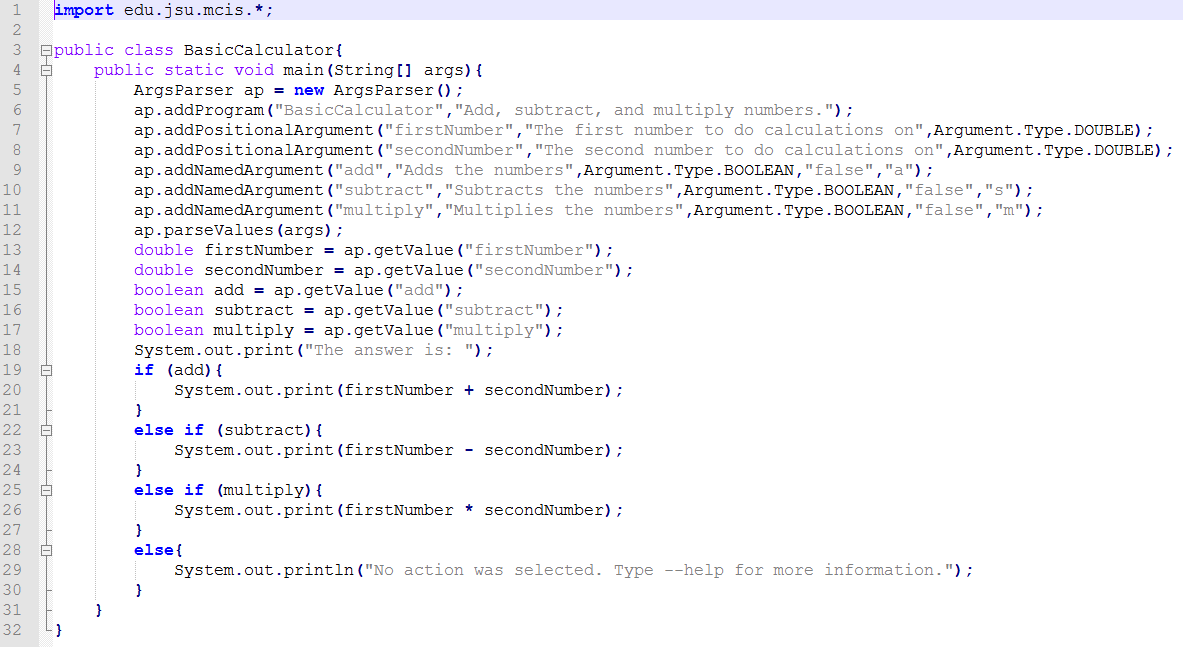 1 import edu.jsu.mcis.*;
2
3 public class BasicCalculator{
4     public static void main(String[] args){
5         ArgsParser ap = new ArgsParser();
6         ap.addProgram("BasicCalculator","Add, subtract, and multiply numbers.");
7         ap.addPositionalArgument("firstNumber","The first number to do calculations on",Argument.Type.DOUBLE);
8         ap.addPositionalArgument("secondNumber","The second number to do calculations on",Argument.Type.DOUBLE);
9         ap.addNamedArgument("add","Adds the numbers",Argument.Type.BOOLEAN,"false","a");
10         ap.addNamedArgument("subtract","Subtracts the numbers",Argument.Type.BOOLEAN,"false","s");
11         ap.addNamedArgument("multiply","Multiplies the numbers",Argument.Type.BOOLEAN,"false","m");
12         ap.parseValues(args);
13         double firstNumber = ap.getValue("firstNumber");
14         double secondNumber = ap.getValue("secondNumber");
15         boolean add = ap.getValue("add");
16         boolean subtract = ap.getValue("subtract");
17         boolean multiply = ap.getValue("multiply");
18         System.out.print("The answer is: ");
19         if (add){
20             System.out.print(firstNumber + secondNumber);
21         }
22         else if (subtract){
23             System.out.print(firstNumber - secondNumber);
24         }
25         else if (multiply){
26             System.out.print(firstNumber * secondNumber);
27         }
28         else{
29             System.out.println("No action was selected. Type --help for more information.");
30         }
31     }
32 }